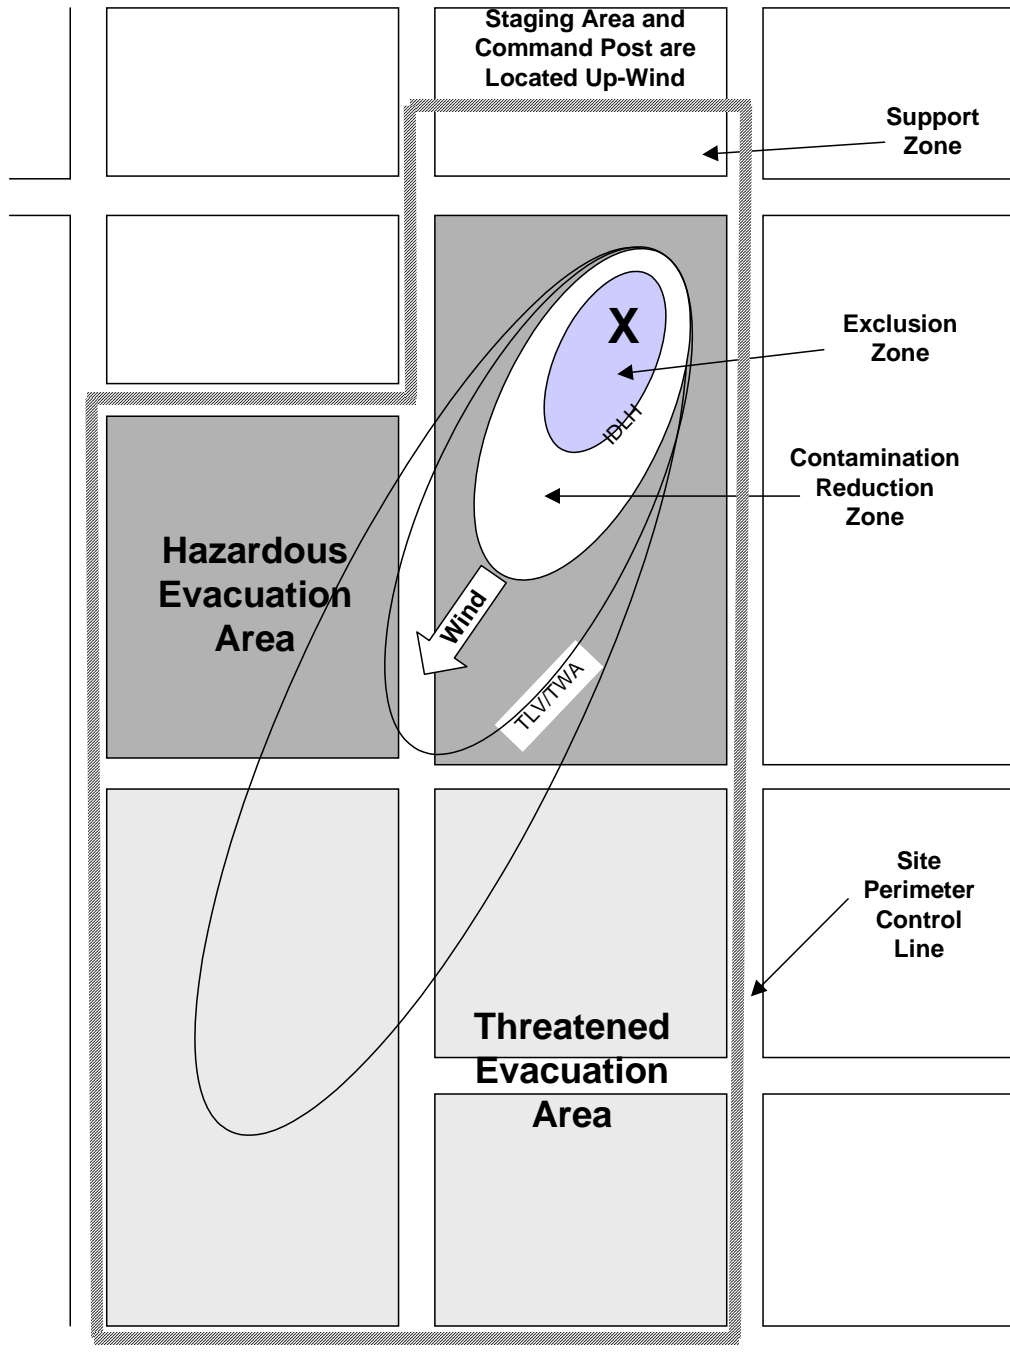 Staging Area and
Command Post are
Located Up-Wind
Support
Zone
X
Exclusion
Zone
IDLH
Contamination
Reduction
Zone
Hazardous
Evacuation
Area
Wind
TLV/TWA
Site
Perimeter
Control
Line
Threatened
Evacuation
Area